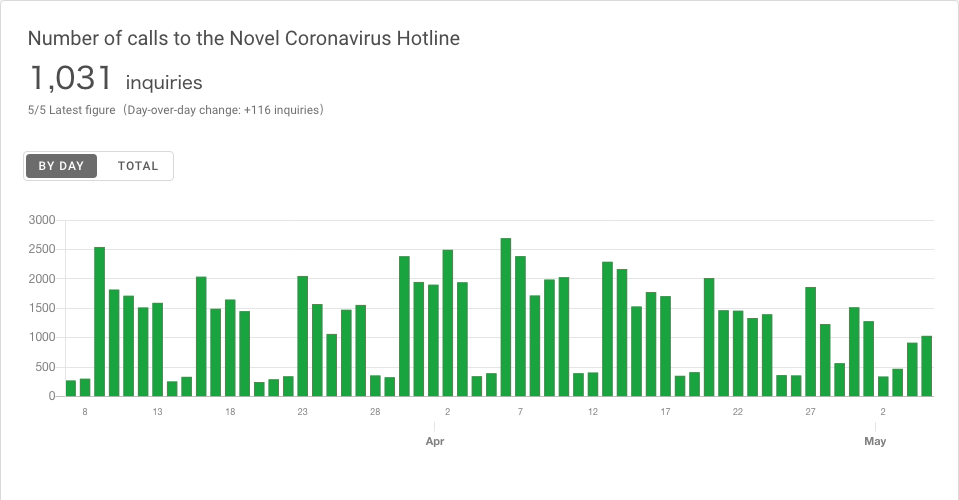 Number of calls to the Novel Coronavirus Hotline
1,031 inquiries
5/5 Latest figure（Day-over-day change: +116 inquiries）
BY DAY TOTAL
3000
2500
2000
1500
1000
500
0
8 13 18 23 28 2 7 12 17 22 27 2
Apr May